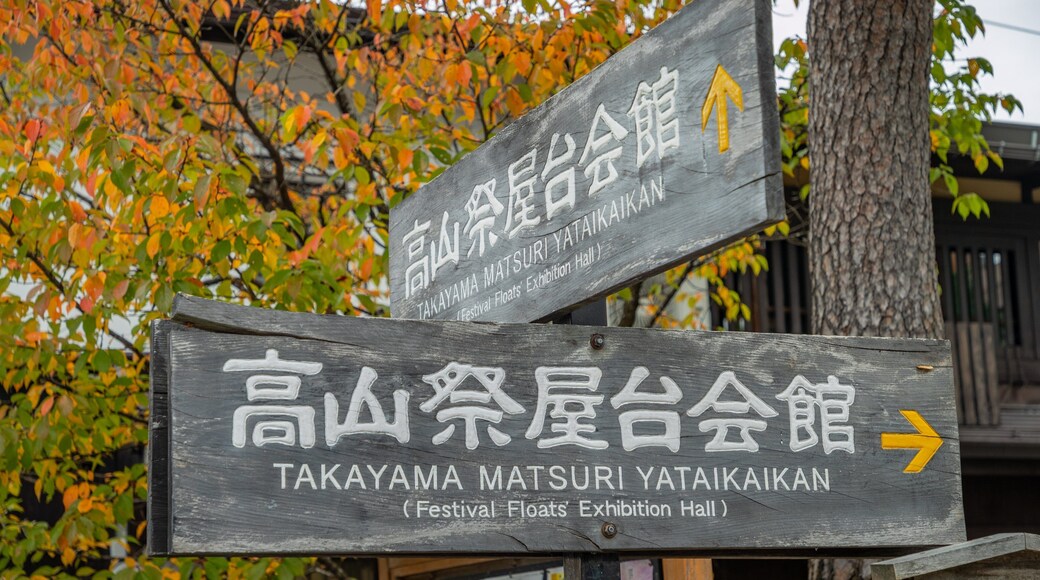 高山祭屋台会館
TAKAYAMA MATSURI YATAIKAIKAN
(Festival Floats' Exhibition Hall)
高山祭屋台会館
TAKAYAMA MATSURI YATAIKAIKAN
(Festival Floats' Exhibition Hall)